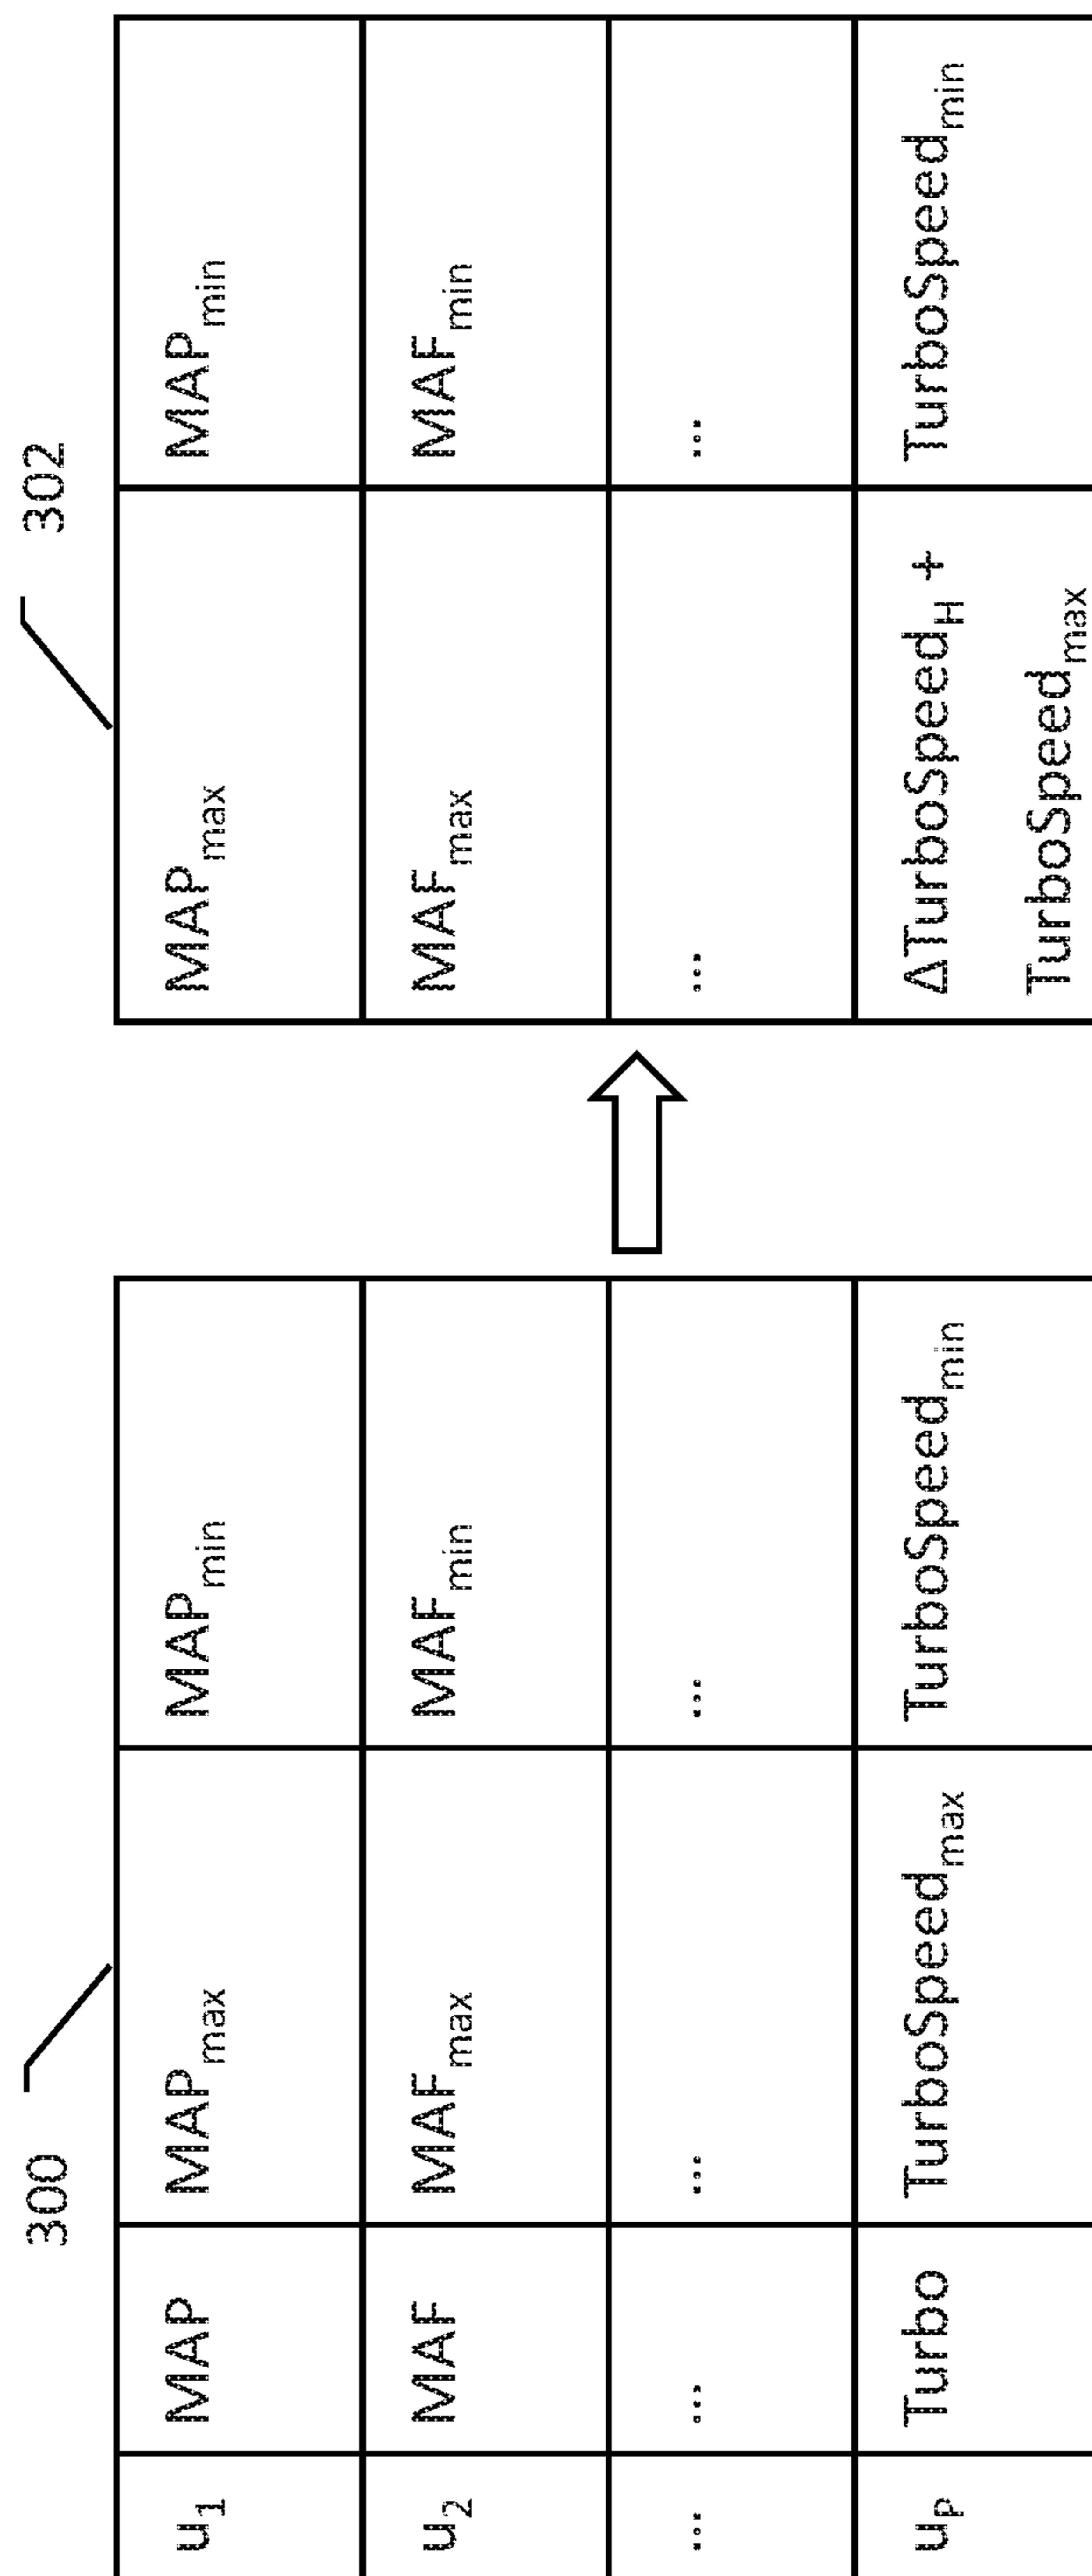 300
302
u1 MAP MAPmax MAPmin MAPmax MAPmin
u2 MAF MAFmax MAFmin MAFmax MAFmin
... ... ... ... ... ...
uP Turbo TurboSpeedmax TurboSpeedmin ΔTurboSpeedH + TurboSpeedmin
TurboSpeedmax